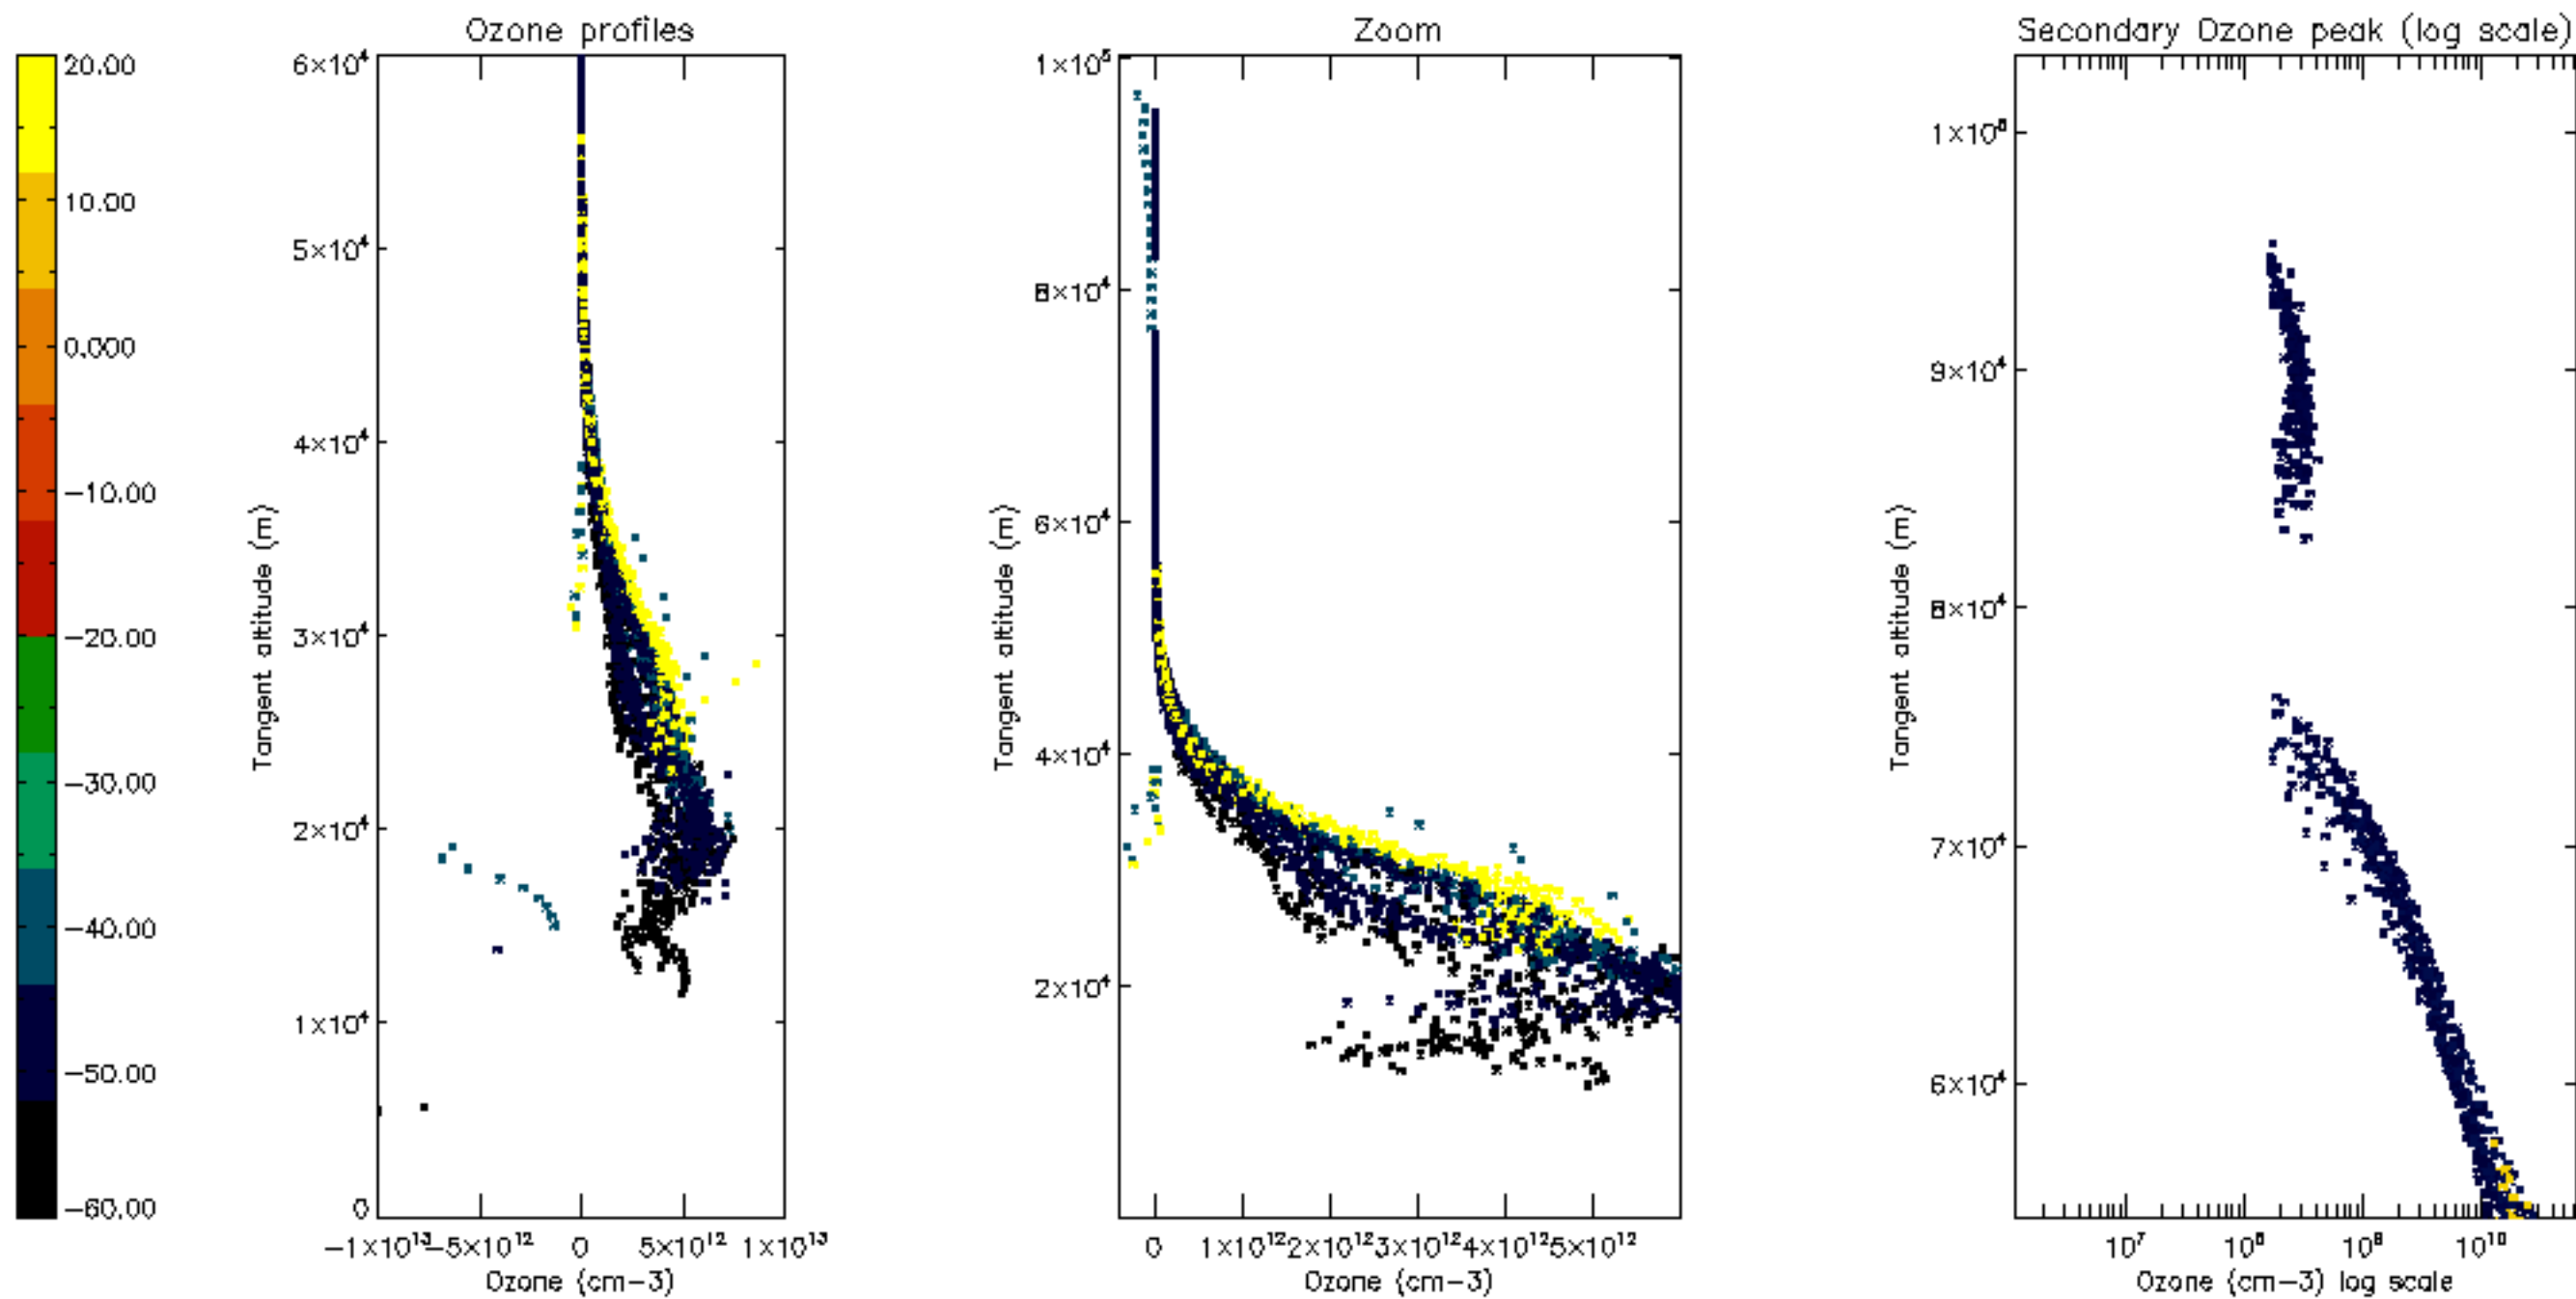 Ozone profiles
Zoom
Secondary Ozone peak (log scale)
20.00
10.00
0.000
-10.00
-20.00
-30.00
-40.00
-50.00
-60.00
Tangent altitude (m)
6×10⁴
5×10⁴
4×10⁴
3×10⁴
2×10⁴
1×10⁴
0
-1×10¹³ -5×10¹² 0 5×10¹² 1×10¹³
Ozone (cm-3)
Tangent altitude (m)
1×10⁵
8×10⁴
6×10⁴
4×10⁴
2×10⁴
0 1×10¹² 2×10¹² 3×10¹² 4×10¹² 5×10¹²
Ozone (cm-3)
Tangent altitude (m)
9×10⁴
8×10⁴
7×10⁴
6×10⁴
10⁷ 10⁸ 10⁹ 10¹⁰
Ozone (cm-3) log scale